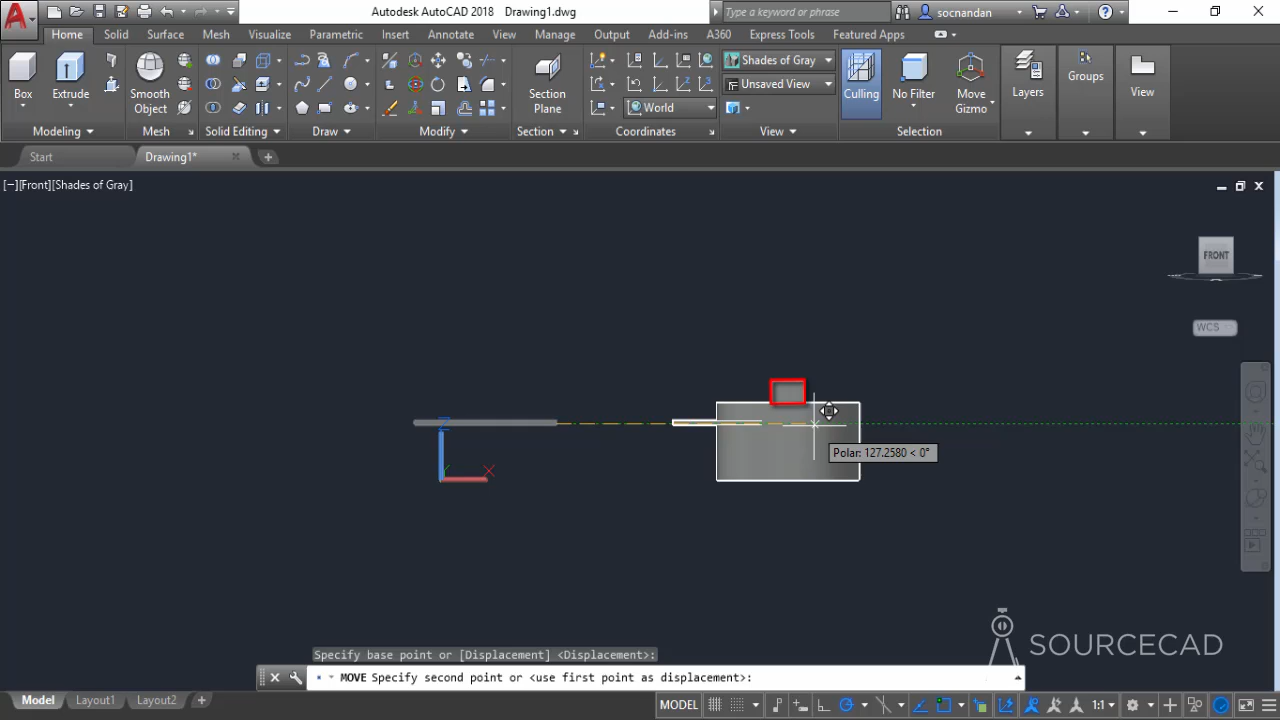 Autodesk AutoCAD 2018 Drawing1.dwg
Type a keyword or phrase
socnandan
Home Solid Surface Mesh Visualize Parametric Insert Annotate View Manage Output Add-ins A360 Express Tools Featured Apps
Box
Extrude
Smooth Object
Section Plane
World
Shades of Gray
Unsaved View
Culling
No Filter
Move Gizmo
Layers
Groups
View
Modeling
Mesh
Solid Editing
Draw
Modify
Section
Coordinates
View
Selection
Start
Drawing1*
[−][Front][Shades of Gray]
FRONT
WCS
Z
X
Polar: 127.2580 < 0°
SOURCECAD
Specify base point or [Displacement] <Displacement>:
MOVE Specify second point or <use first point as displacement>:
Model Layout1 Layout2
MODEL
1:1